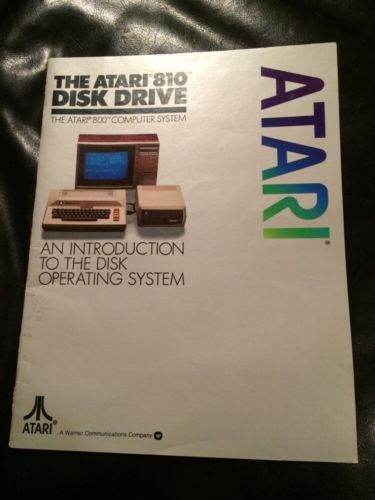 THE ATARI® 810™
DISK DRIVE
THE ATARI® 800™ COMPUTER SYSTEM
ATARI®
AN INTRODUCTION
TO THE DISK
OPERATING SYSTEM
ATARI®
A Warner Communications Company